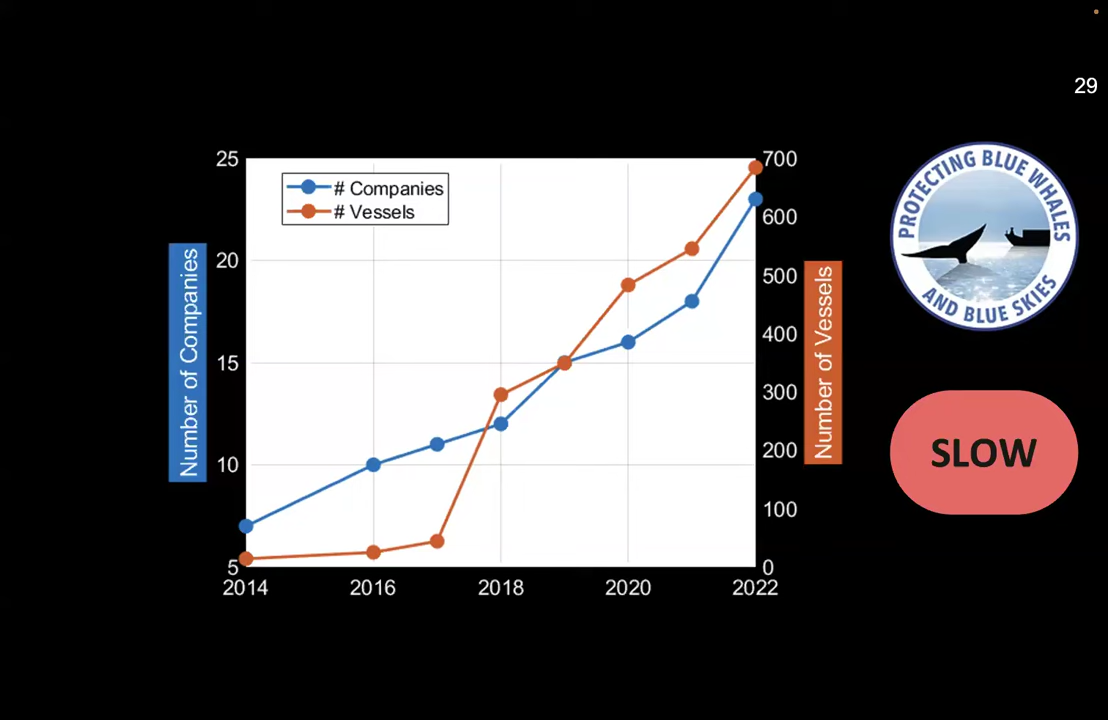 29
25
20
15
10
5
Number of Companies
# Companies
# Vessels
2014
2016
2018
2020
2022
700
600
500
400
300
200
100
0
Number of Vessels
PROTECTING BLUE WHALES
AND BLUE SKIES
SLOW